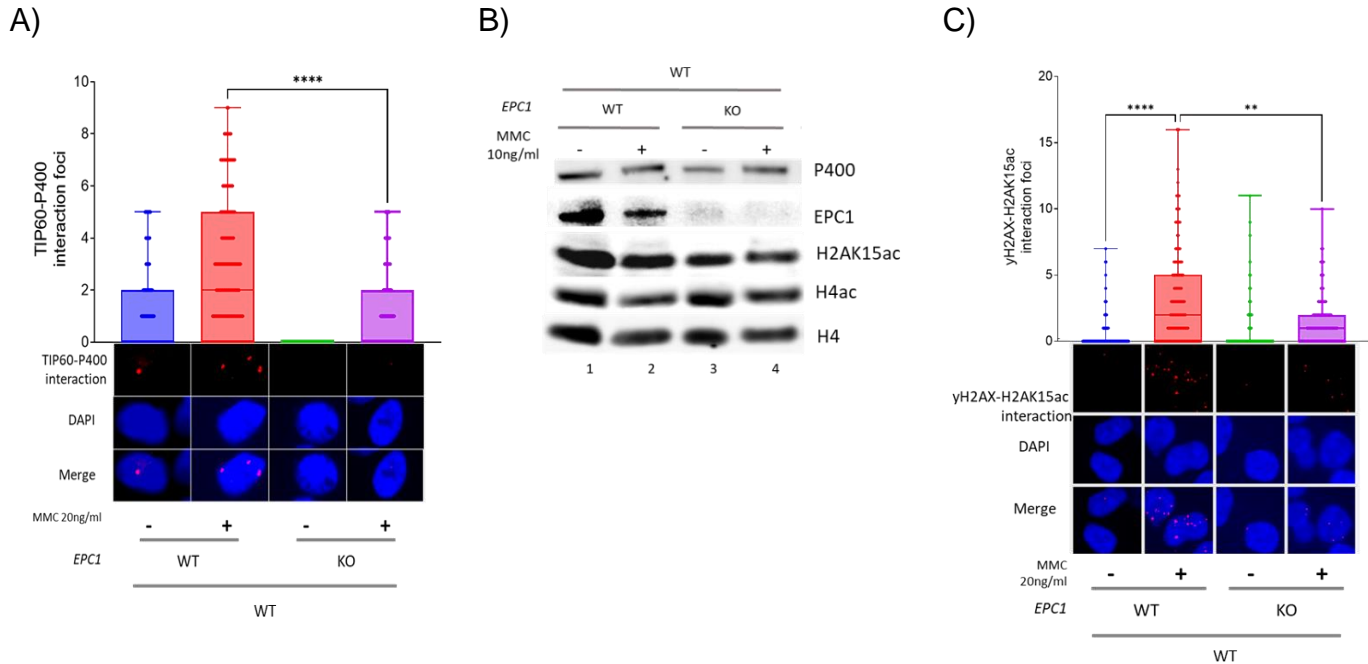 A)
10
8
6
4
2
0
TIP60-P400
interaction foci
****
TIP60-P400
interaction
DAPI
Merge
MMC 20ng/ml
- + - +
EPC1 WT KO
WT
B)
WT
EPC1 WT KO
MMC
10ng/ml
- + - +
P400
EPC1
H2AK15ac
H4ac
H4
1 2 3 4
C)
20
15
10
5
0
yH2AX-H2AK15ac
interaction foci
**** **
yH2AX-H2AK15ac
interaction
DAPI
Merge
MMC
20ng/ml
- + - +
EPC1 WT KO
WT